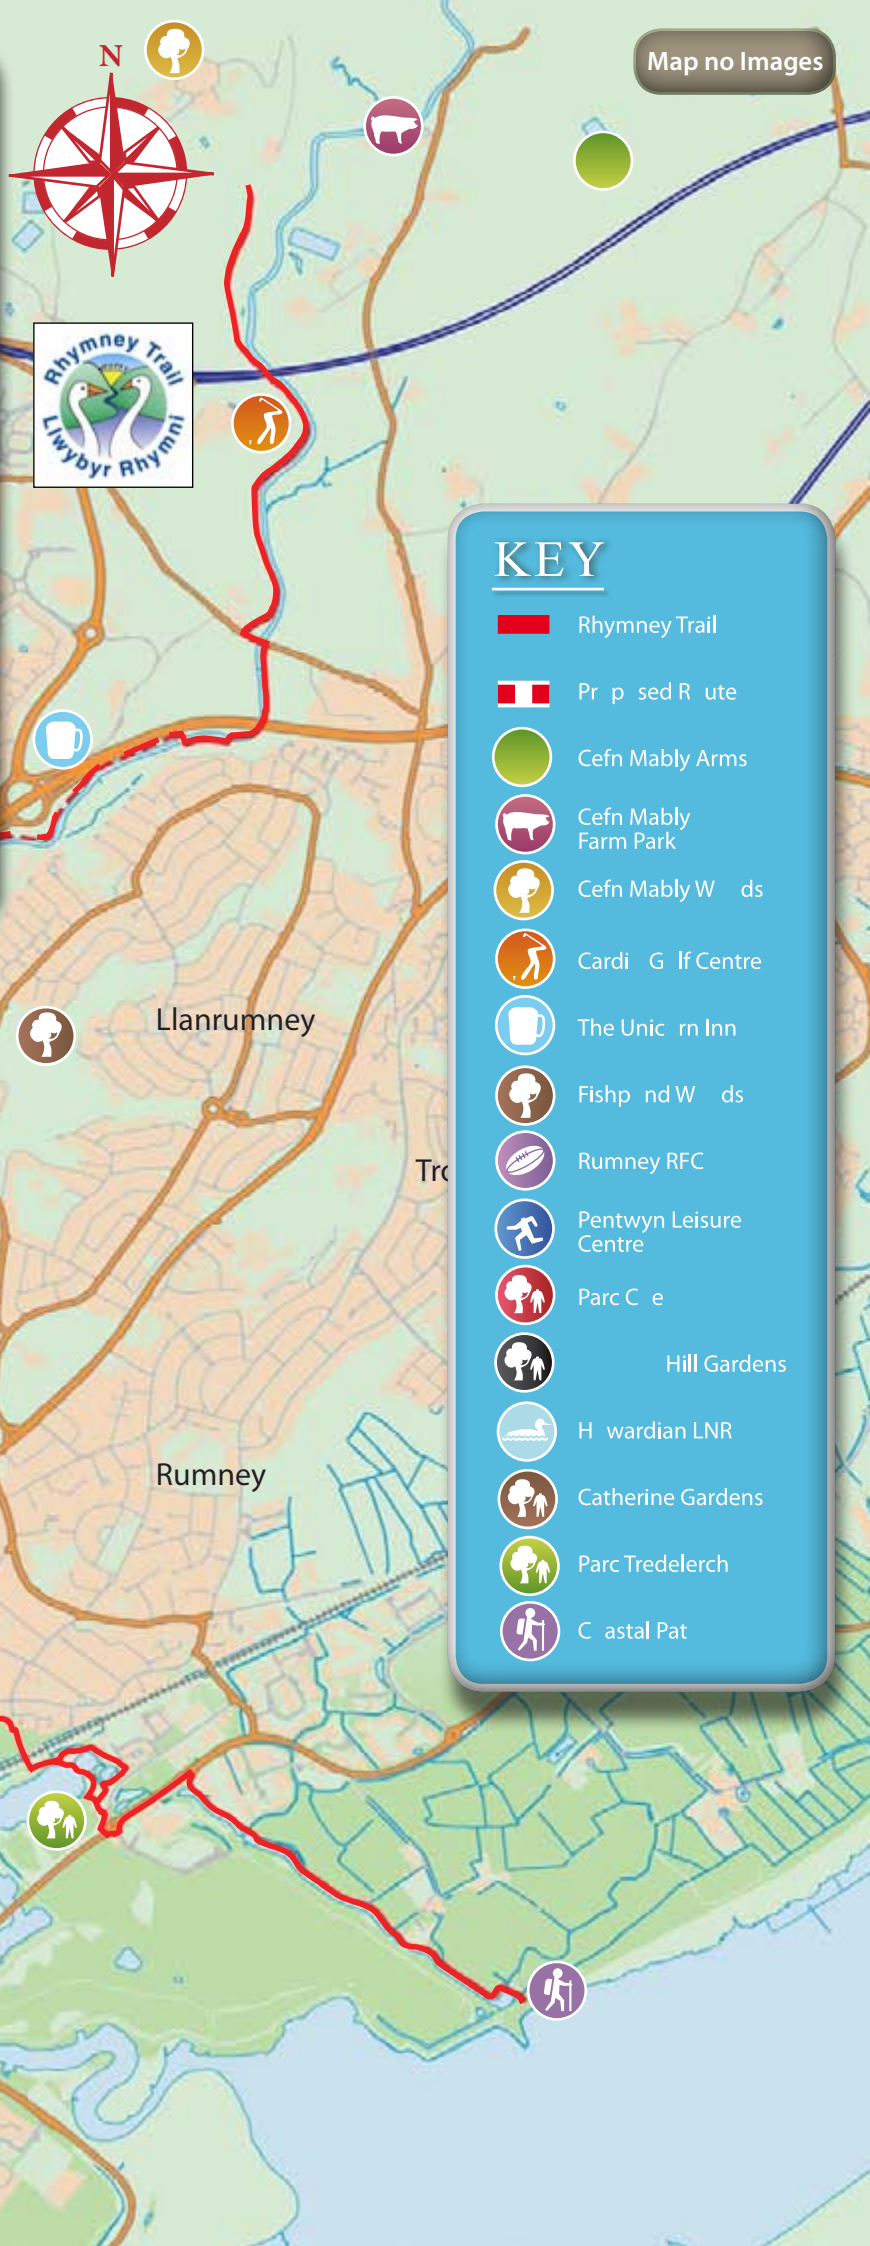 N
Map no Images
Rhymney Trail
Llwybyr Rhymni
KEY
Rhymney Trail
Pr p sed R ute
Cefn Mably Arms
Cefn Mably
Farm Park
Cefn Mably W ds
Cardi G lf Centre
The Unic rn Inn
Fishp nd W ds
Rumney RFC
Pentwyn Leisure
Centre
Parc C e
Hill Gardens
H wardian LNR
Catherine Gardens
Parc Tredelerch
C astal Pat
Llanrumney
Tro
Rumney